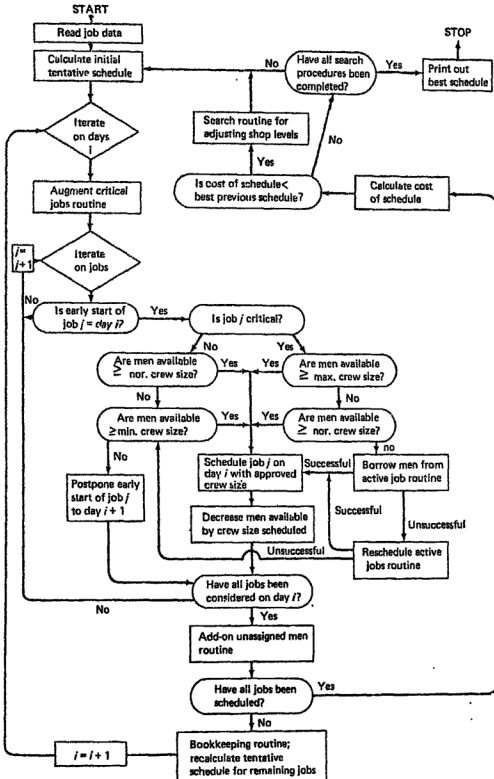 START
Read job data
Calculate initial
tentative schedule
Iterate
on days
i
Augment critical
jobs routine
j =
j + 1
Iterate
on jobs
No
Is early start of
job j = day i?
Yes
Is job j critical?
No
Yes
Are men available
≥ nor. crew size?
Yes
Yes
Are men available
≥ max. crew size?
No
No
Are men available
≥ min. crew size?
Yes
Yes
Are men available
≥ nor. crew size?
No
no
Postpone early
start of job j
to day i + 1
Schedule job j on
day i with approved
crew size
Successful
Borrow men from
active job routine
Successful
Unsuccessful
Decrease men available
by crew size scheduled
Unsuccessful
Reschedule active
jobs routine
Have all jobs been
considered on day i?
No
Yes
Add-on unassigned men
routine
Have all jobs been
scheduled?
Yes
No
Bookkeeping routine;
recalculate tentative
schedule for remaining jobs
i = i + 1
Calculate cost
of schedule
Is cost of schedule <
best previous schedule?
Yes
No
Search routine for
adjusting shop levels
Have all search
procedures been
completed?
No
Yes
Print out
best schedule
STOP